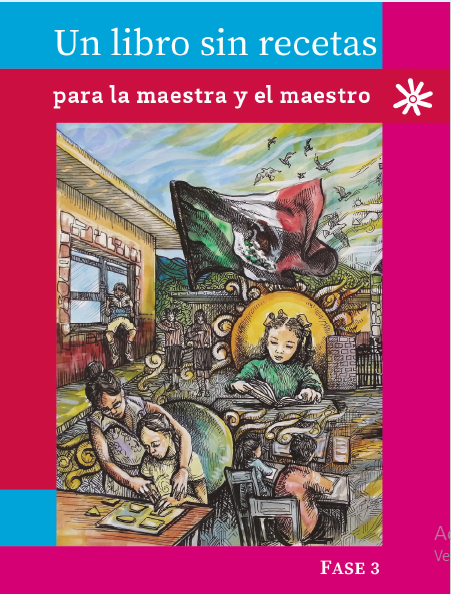 Un libro sin recetas
para la maestra y el maestro
FASE 3